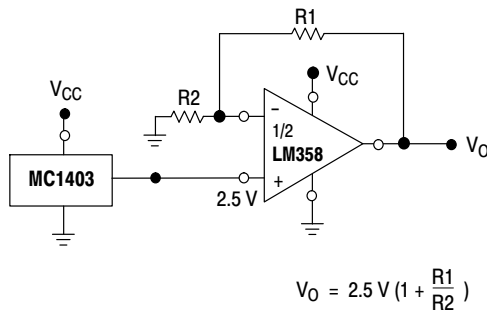 R1
VCC
VCC
R2
−
1/2
LM358
VO
MC1403
+
2.5 V
VO = 2.5 V (1 + R1/R2)